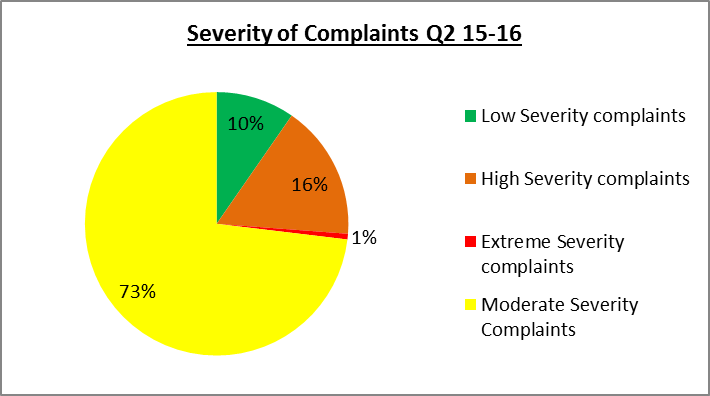 Severity of Complaints Q2 15-16
10%
16%
1%
73%
Low Severity complaints
High Severity complaints
Extreme Severity
complaints
Moderate Severity
Complaints